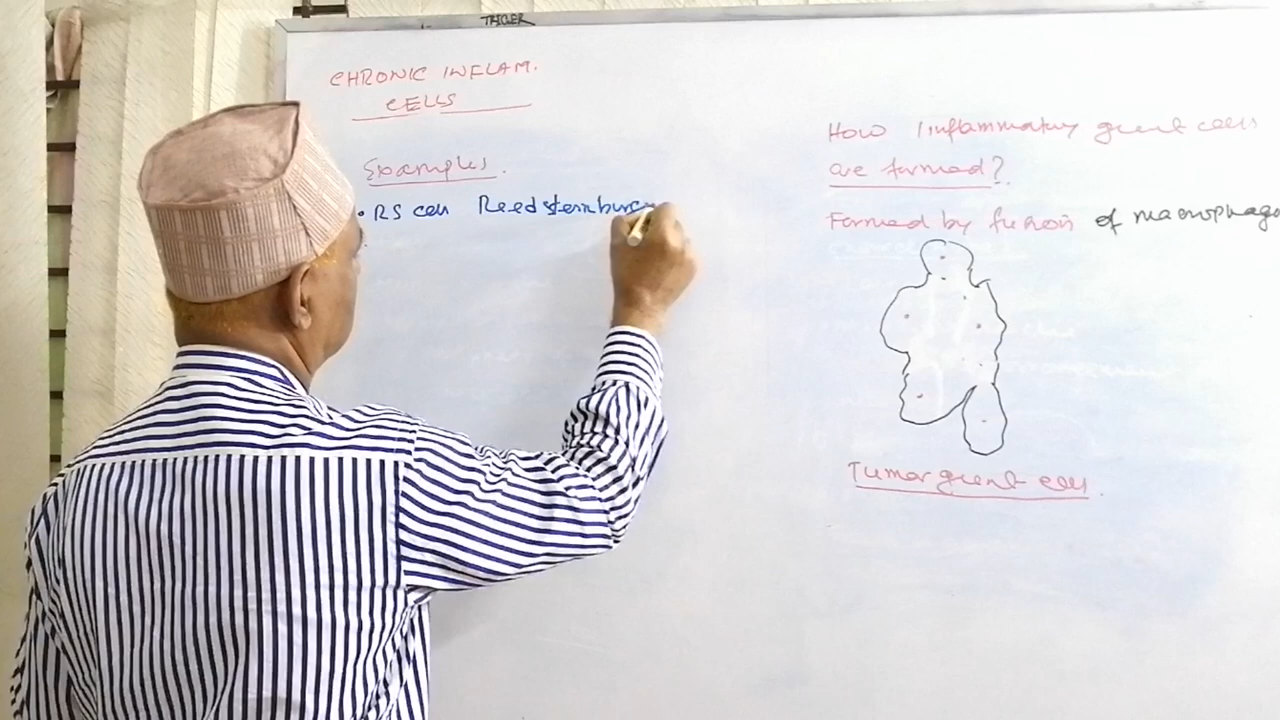 CHRONIC INFLAM.
CELLS
Examples.
• RS cell Reed sternburg
How Inflammatory giant cells
are formed?
Formed by fusion of macrophages
Tumor giant cell.